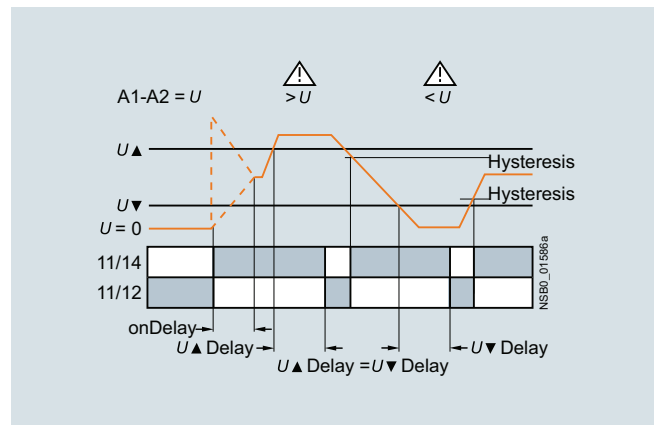 A1-A2 = U
> U
< U
U▲
Hysteresis
Hysteresis
U▼
U = 0
11/14
11/12
NSB0_01586a
onDelay
U▲Delay
U▼Delay
U▲Delay =U▼Delay